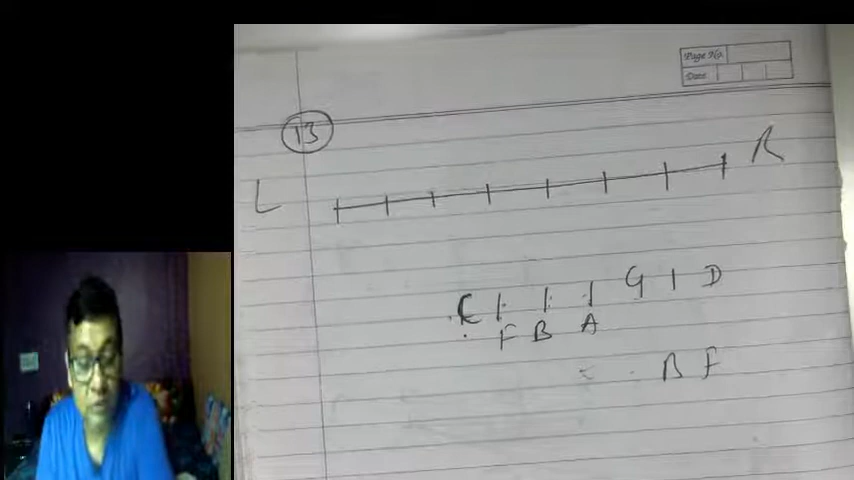 Page No.
Date
13
L R
C G D
F B A
B F